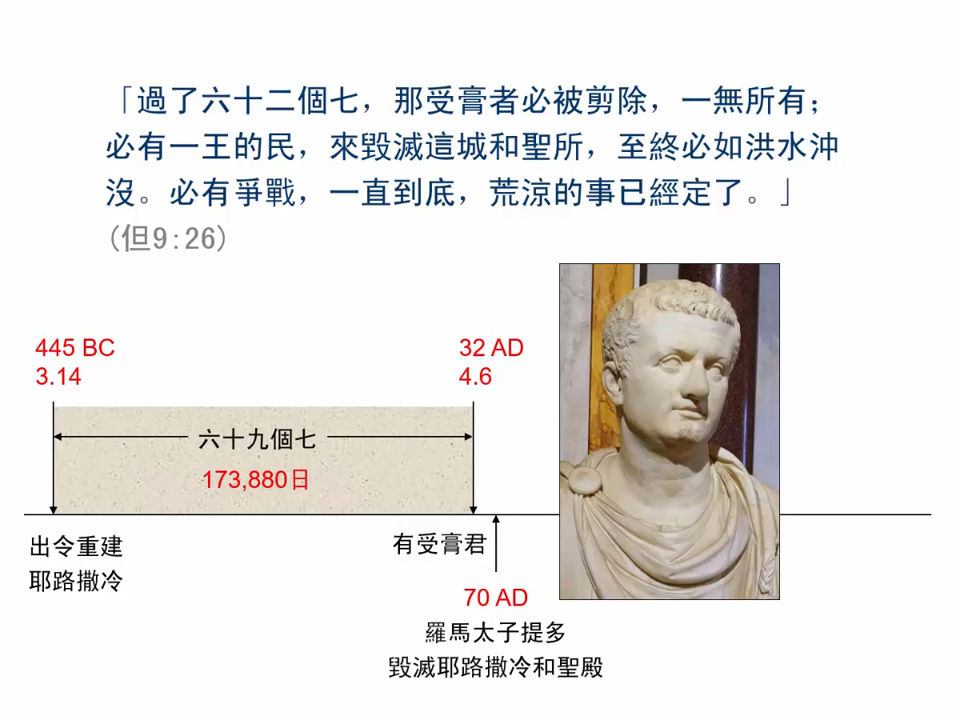 「過了六十二個七，那受膏者必被剪除，一無所有；
必有一王的民，來毀滅這城和聖所，至終必如洪水沖
沒。必有爭戰，一直到底，荒涼的事已經定了。」
(但9:26)
445 BC
3.14
32 AD
4.6
六十九個七
173,880日
出令重建
耶路撒冷
有受膏君
70 AD
羅馬太子提多
毀滅耶路撒冷和聖殿